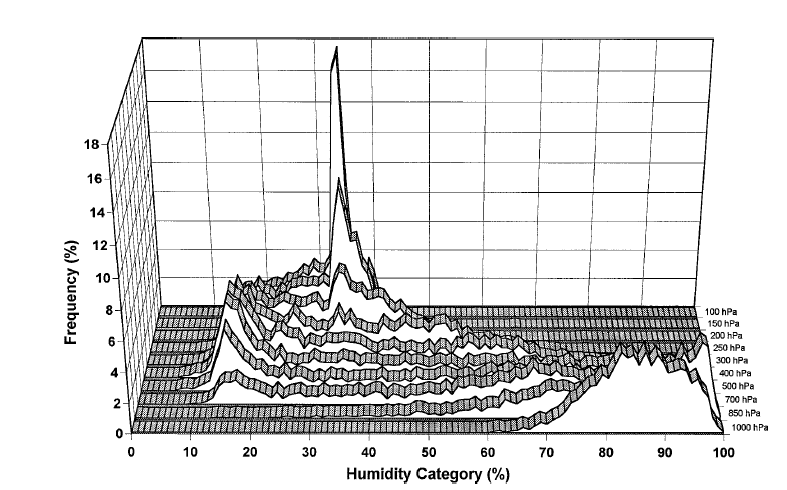 18
16
14
12
10
8
6
4
2
0
Frequency (%)
100 hPa
150 hPa
200 hPa
250 hPa
300 hPa
400 hPa
500 hPa
700 hPa
850 hPa
1000 hPa
0 10 20 30 40 50 60 70 80 90 100
Humidity Category (%)